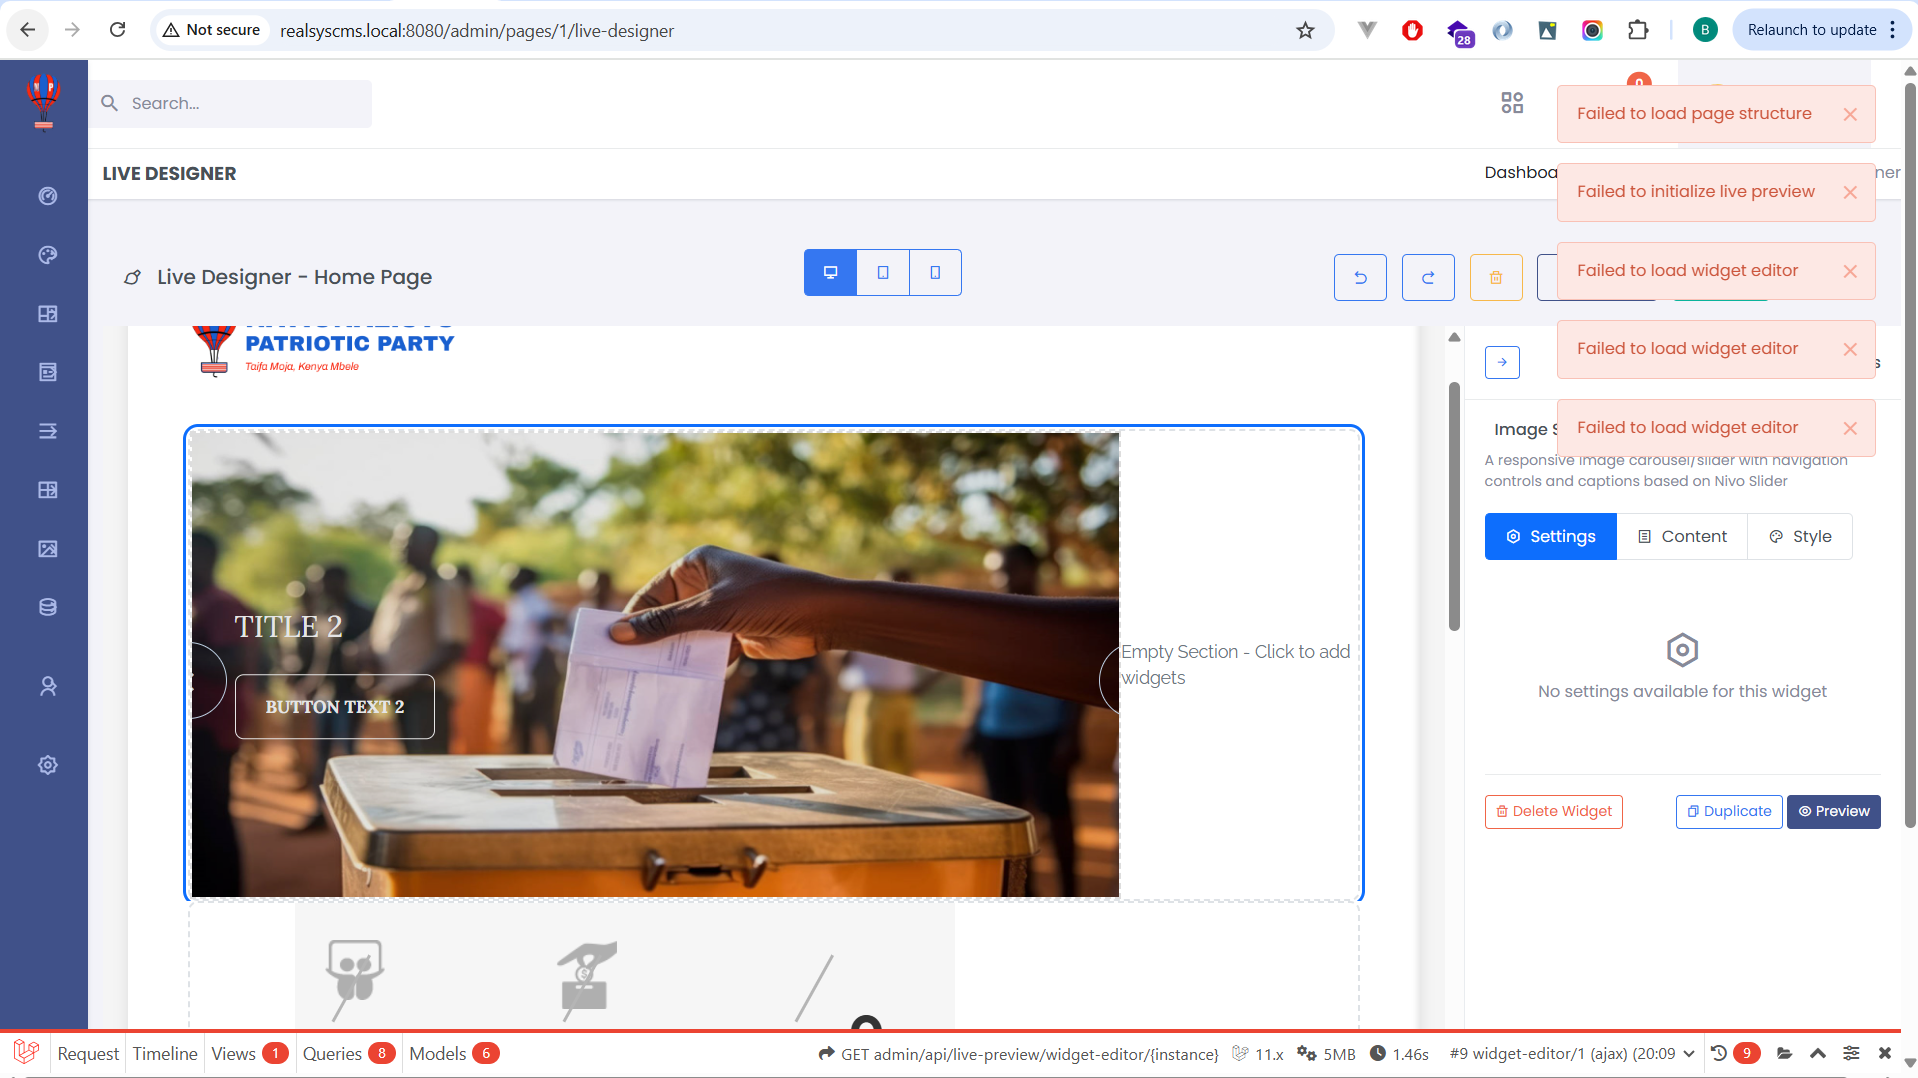 Not secure
realsyscms.local:8080/admin/pages/1/live-designer
28
B
Relaunch to update
Search...
Failed to load page structure
LIVE DESIGNER
Dashboa
ner
Failed to initialize live preview
Live Designer - Home Page
Failed to load widget editor
PATRIOTIC PARTY
Taifa Moja, Kenya Mbele
Failed to load widget editor
s
Image S
Failed to load widget editor
A responsive image carousel/slider with navigation
controls and captions based on Nivo Slider
Settings
Content
Style
TITLE 2
BUTTON TEXT 2
Empty Section - Click to add
widgets
No settings available for this widget
Delete Widget
Duplicate
Preview
Request
Timeline
Views 1
Queries 8
Models 6
GET admin/api/live-preview/widget-editor/{instance}
11.x
5MB
1.46s
#9 widget-editor/1 (ajax) (20:09
9